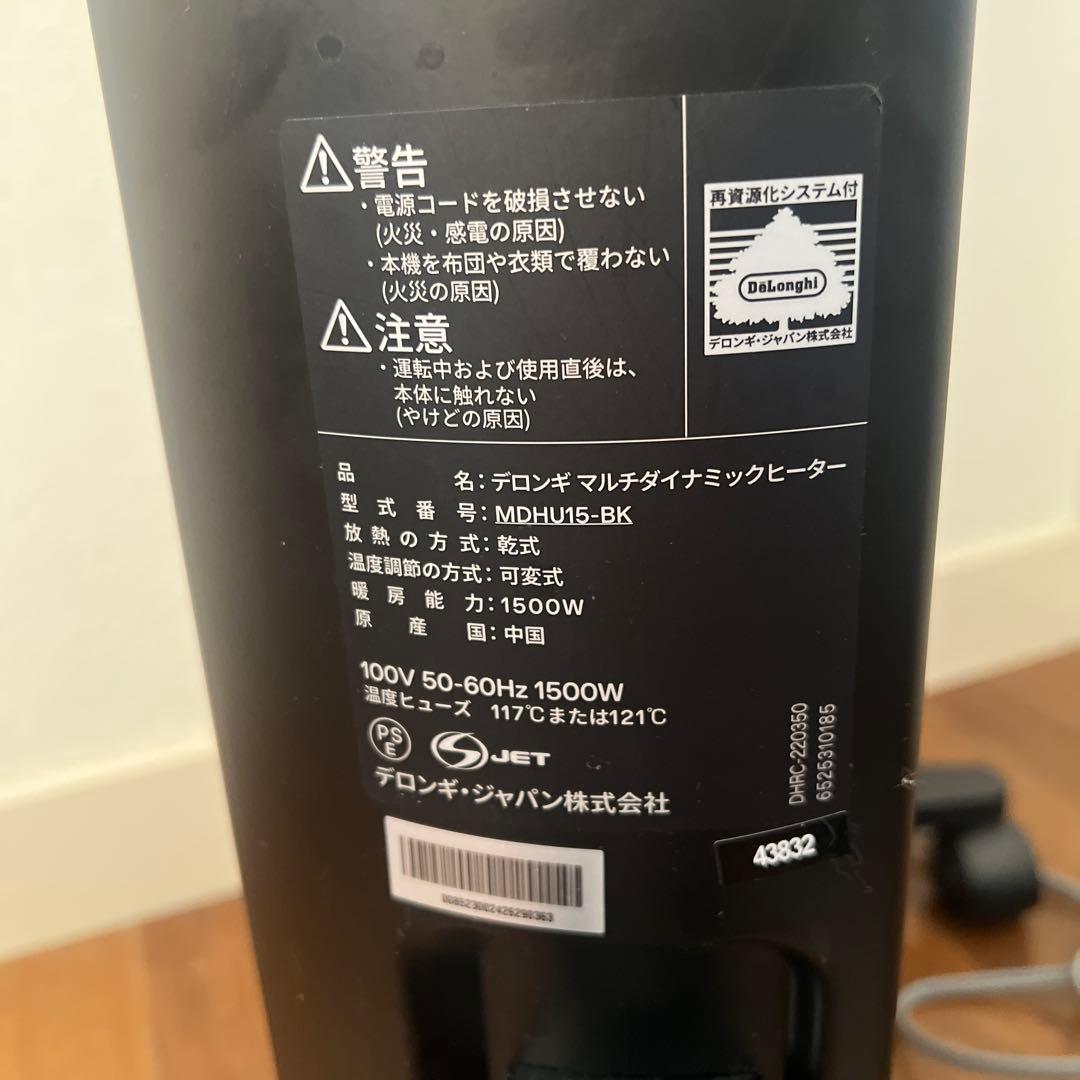 警告
・電源コードを破損させない
(火災・感電の原因)
・本機を布団や衣類で覆わない
(火災の原因)
注意
・運転中および使用直後は、
本体に触れない
(やけどの原因)
再資源化システム付
DeLonghi
デロンギ・ジャパン株式会社
品名：デロンギ マルチダイナミックヒーター
型式番号：MDHU15-BK
放熱の方式：乾式
温度調節の方式：可変式
暖房能力：1500W
原産国：中国
100V 50-60Hz 1500W
温度ヒューズ 117℃または121℃
PSE
JET
デロンギ・ジャパン株式会社
DHRC-220350
6525310185
43832